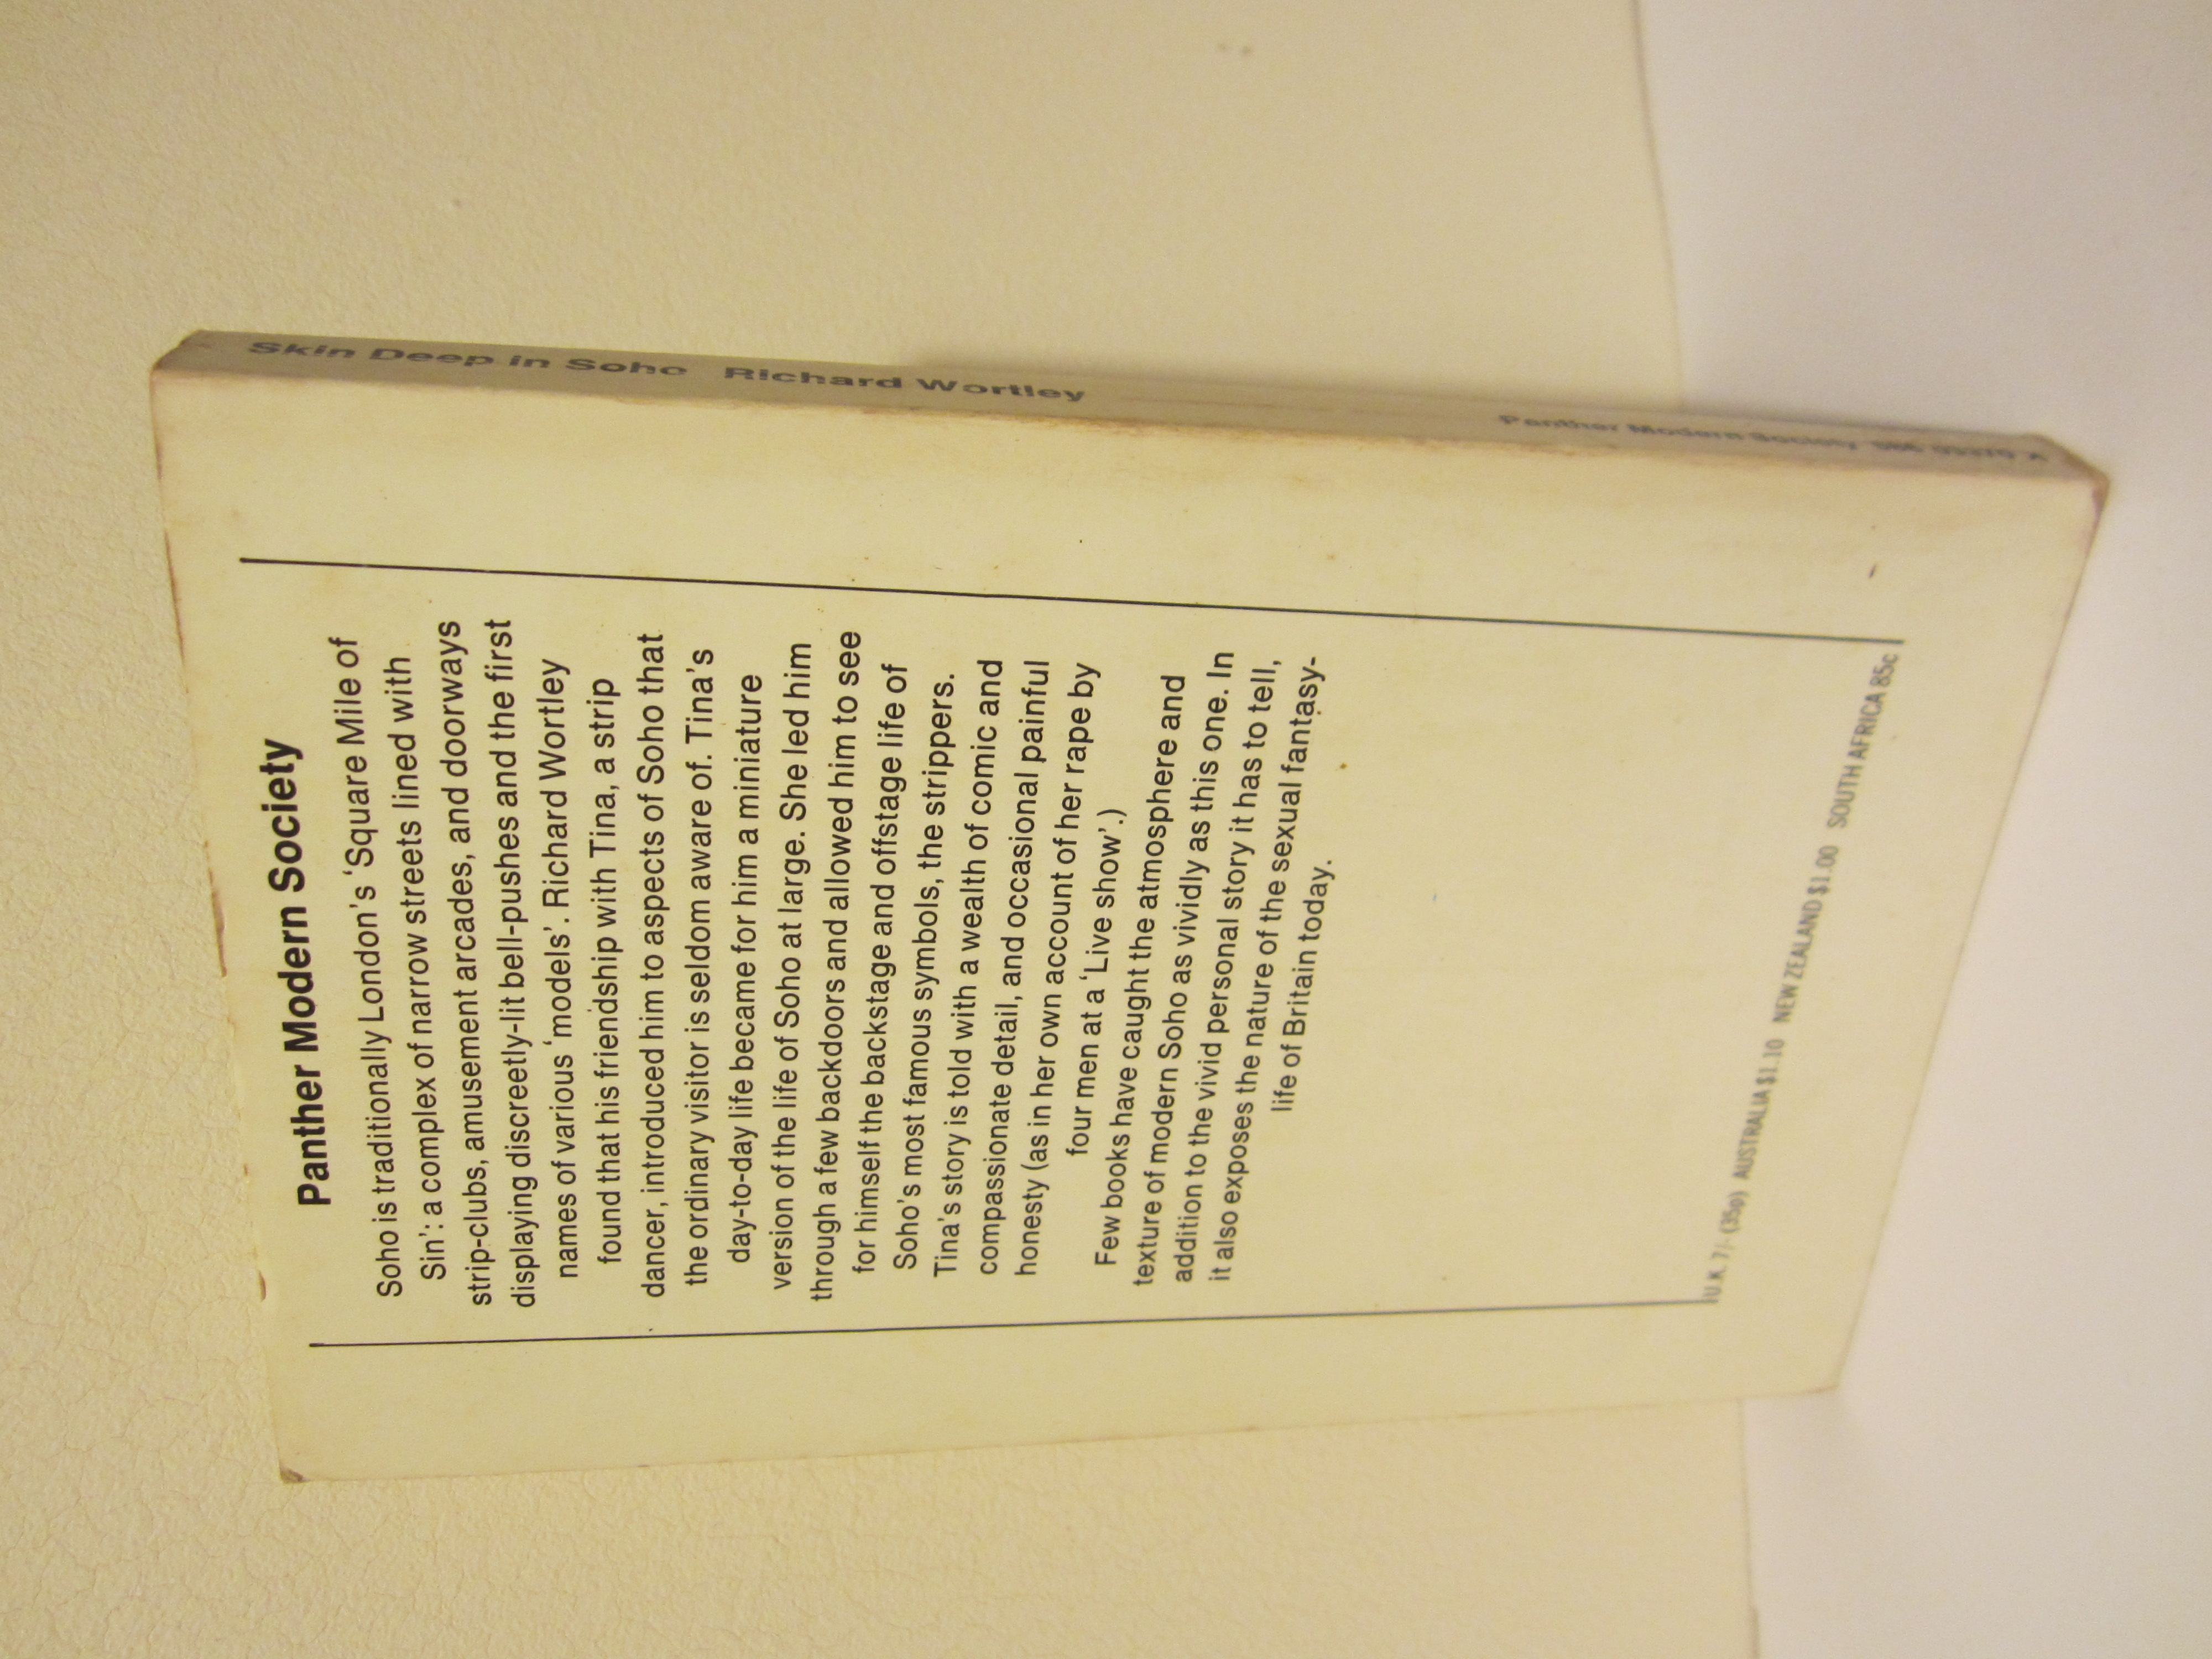 Skin Deep in Soho Richard Wortley
Panther Modern Society
Panther Modern Society
Soho is traditionally London's ‘Square Mile of
Sin’: a complex of narrow streets lined with
strip-clubs, amusement arcades, and doorways
displaying discreetly-lit bell-pushes and the first
names of various ‘models’. Richard Wortley
found that his friendship with Tina, a strip
dancer, introduced him to aspects of Soho that
the ordinary visitor is seldom aware of. Tina's
day-to-day life became for him a miniature
version of the life of Soho at large. She led him
through a few backdoors and allowed him to see
for himself the backstage and offstage life of
Soho's most famous symbols, the strippers.
Tina's story is told with a wealth of comic and
compassionate detail, and occasional painful
honesty (as in her own account of her rape by
four men at a ‘Live show’.)
Few books have caught the atmosphere and
texture of modern Soho as vividly as this one. In
addition to the vivid personal story it has to tell,
it also exposes the nature of the sexual fantasy-
life of Britain today.
U.K. 7/- (35p) AUSTRALIA $1.10 NEW ZEALAND $1.00 SOUTH AFRICA 85c